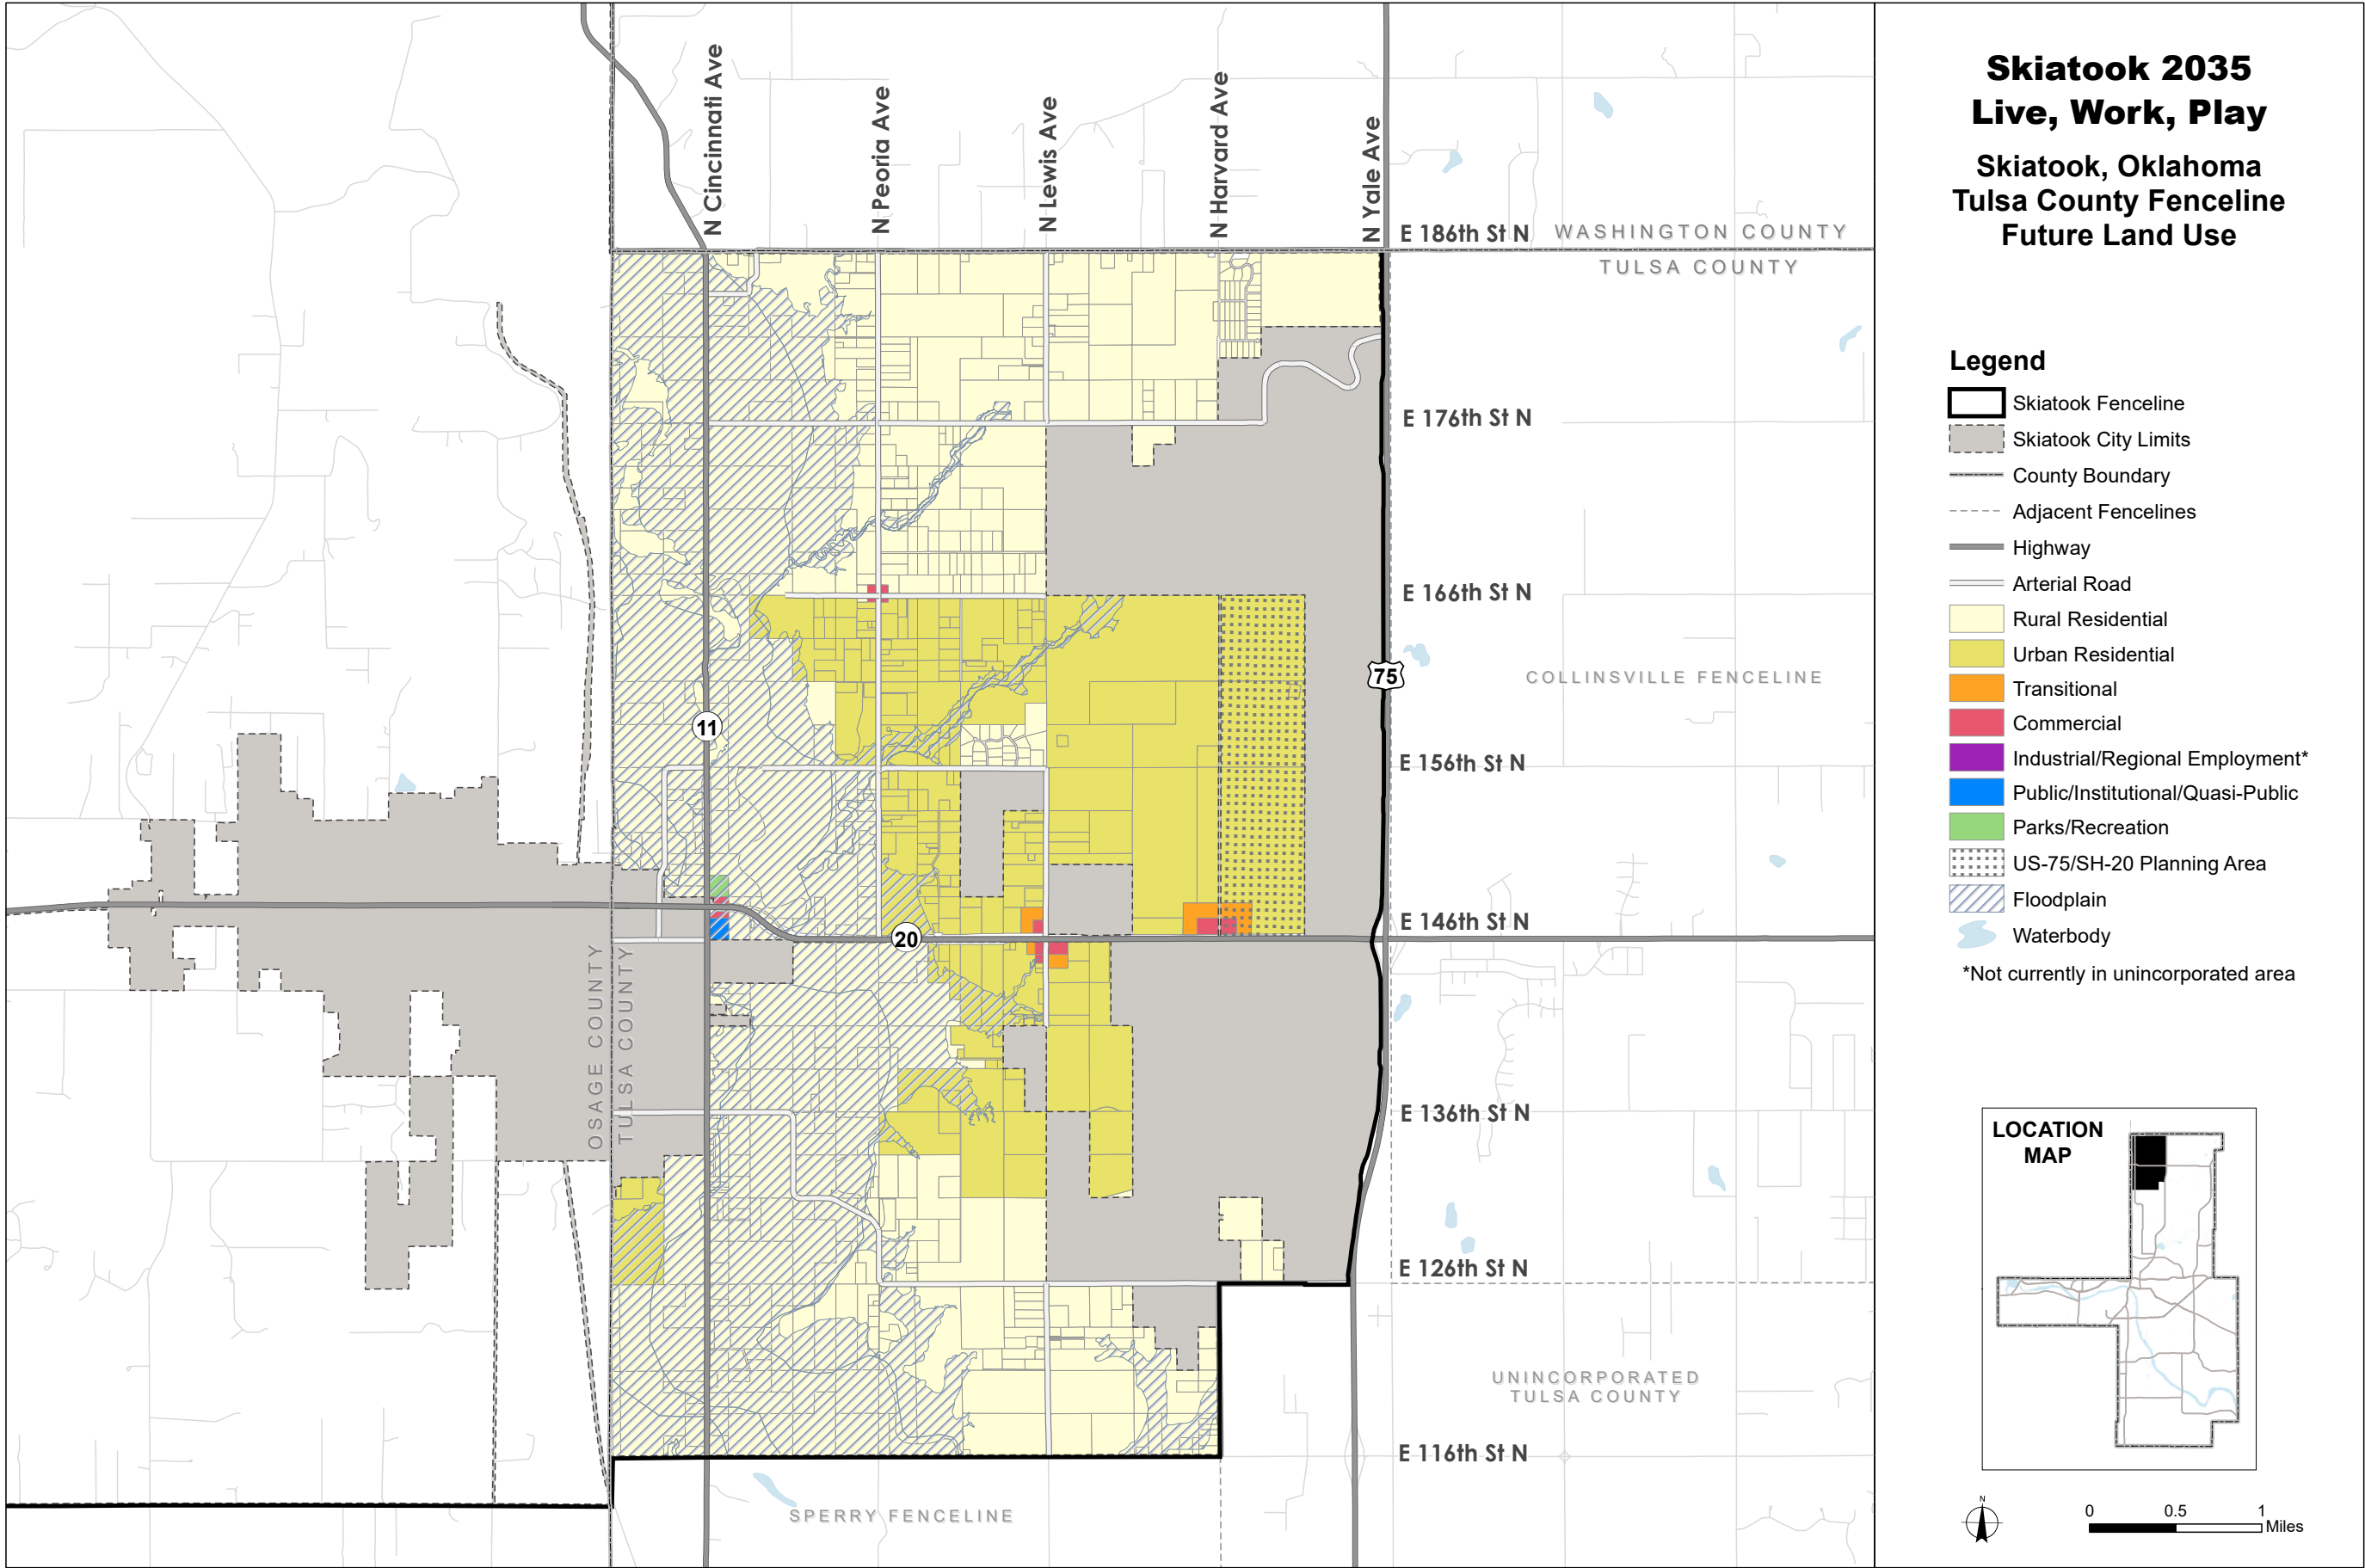 Skiatook 2035
Live, Work, Play
Skiatook, Oklahoma
Tulsa County Fenceline
Future Land Use
N Cincinnati Ave
N Peoria Ave
N Lewis Ave
N Harvard Ave
N Yale Ave
E 186th St N
WASHINGTON COUNTY
TULSA COUNTY
E 176th St N
E 166th St N
75
COLLINSVILLE FENCELINE
11
E 156th St N
E 146th St N
20
OSAGE COUNTY
TULSA COUNTY
E 136th St N
E 126th St N
UNINCORPORATED
TULSA COUNTY
E 116th St N
SPERRY FENCELINE
Legend
Skiatook Fenceline
Skiatook City Limits
County Boundary
Adjacent Fencelines
Highway
Arterial Road
Rural Residential
Urban Residential
Transitional
Commercial
Industrial/Regional Employment*
Public/Institutional/Quasi-Public
Parks/Recreation
US-75/SH-20 Planning Area
Floodplain
Waterbody
*Not currently in unincorporated area
LOCATION
MAP
N
0 0.5 1
Miles